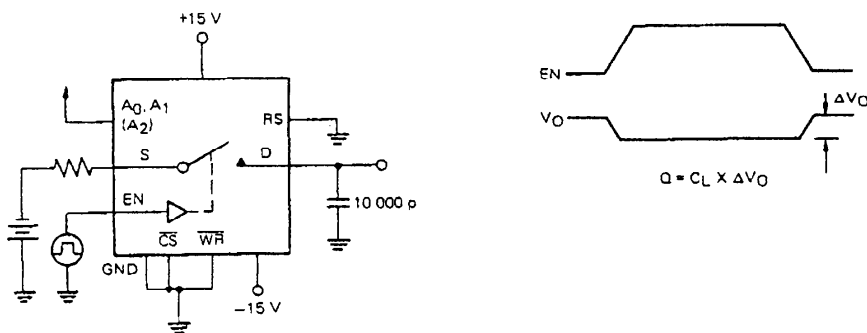 +15 V
A0, A1
(A2)
RS
S
D
EN
10 000 p
CS
WR
GND
−15 V
EN
VO
ΔVO
Q = CL X ΔVO